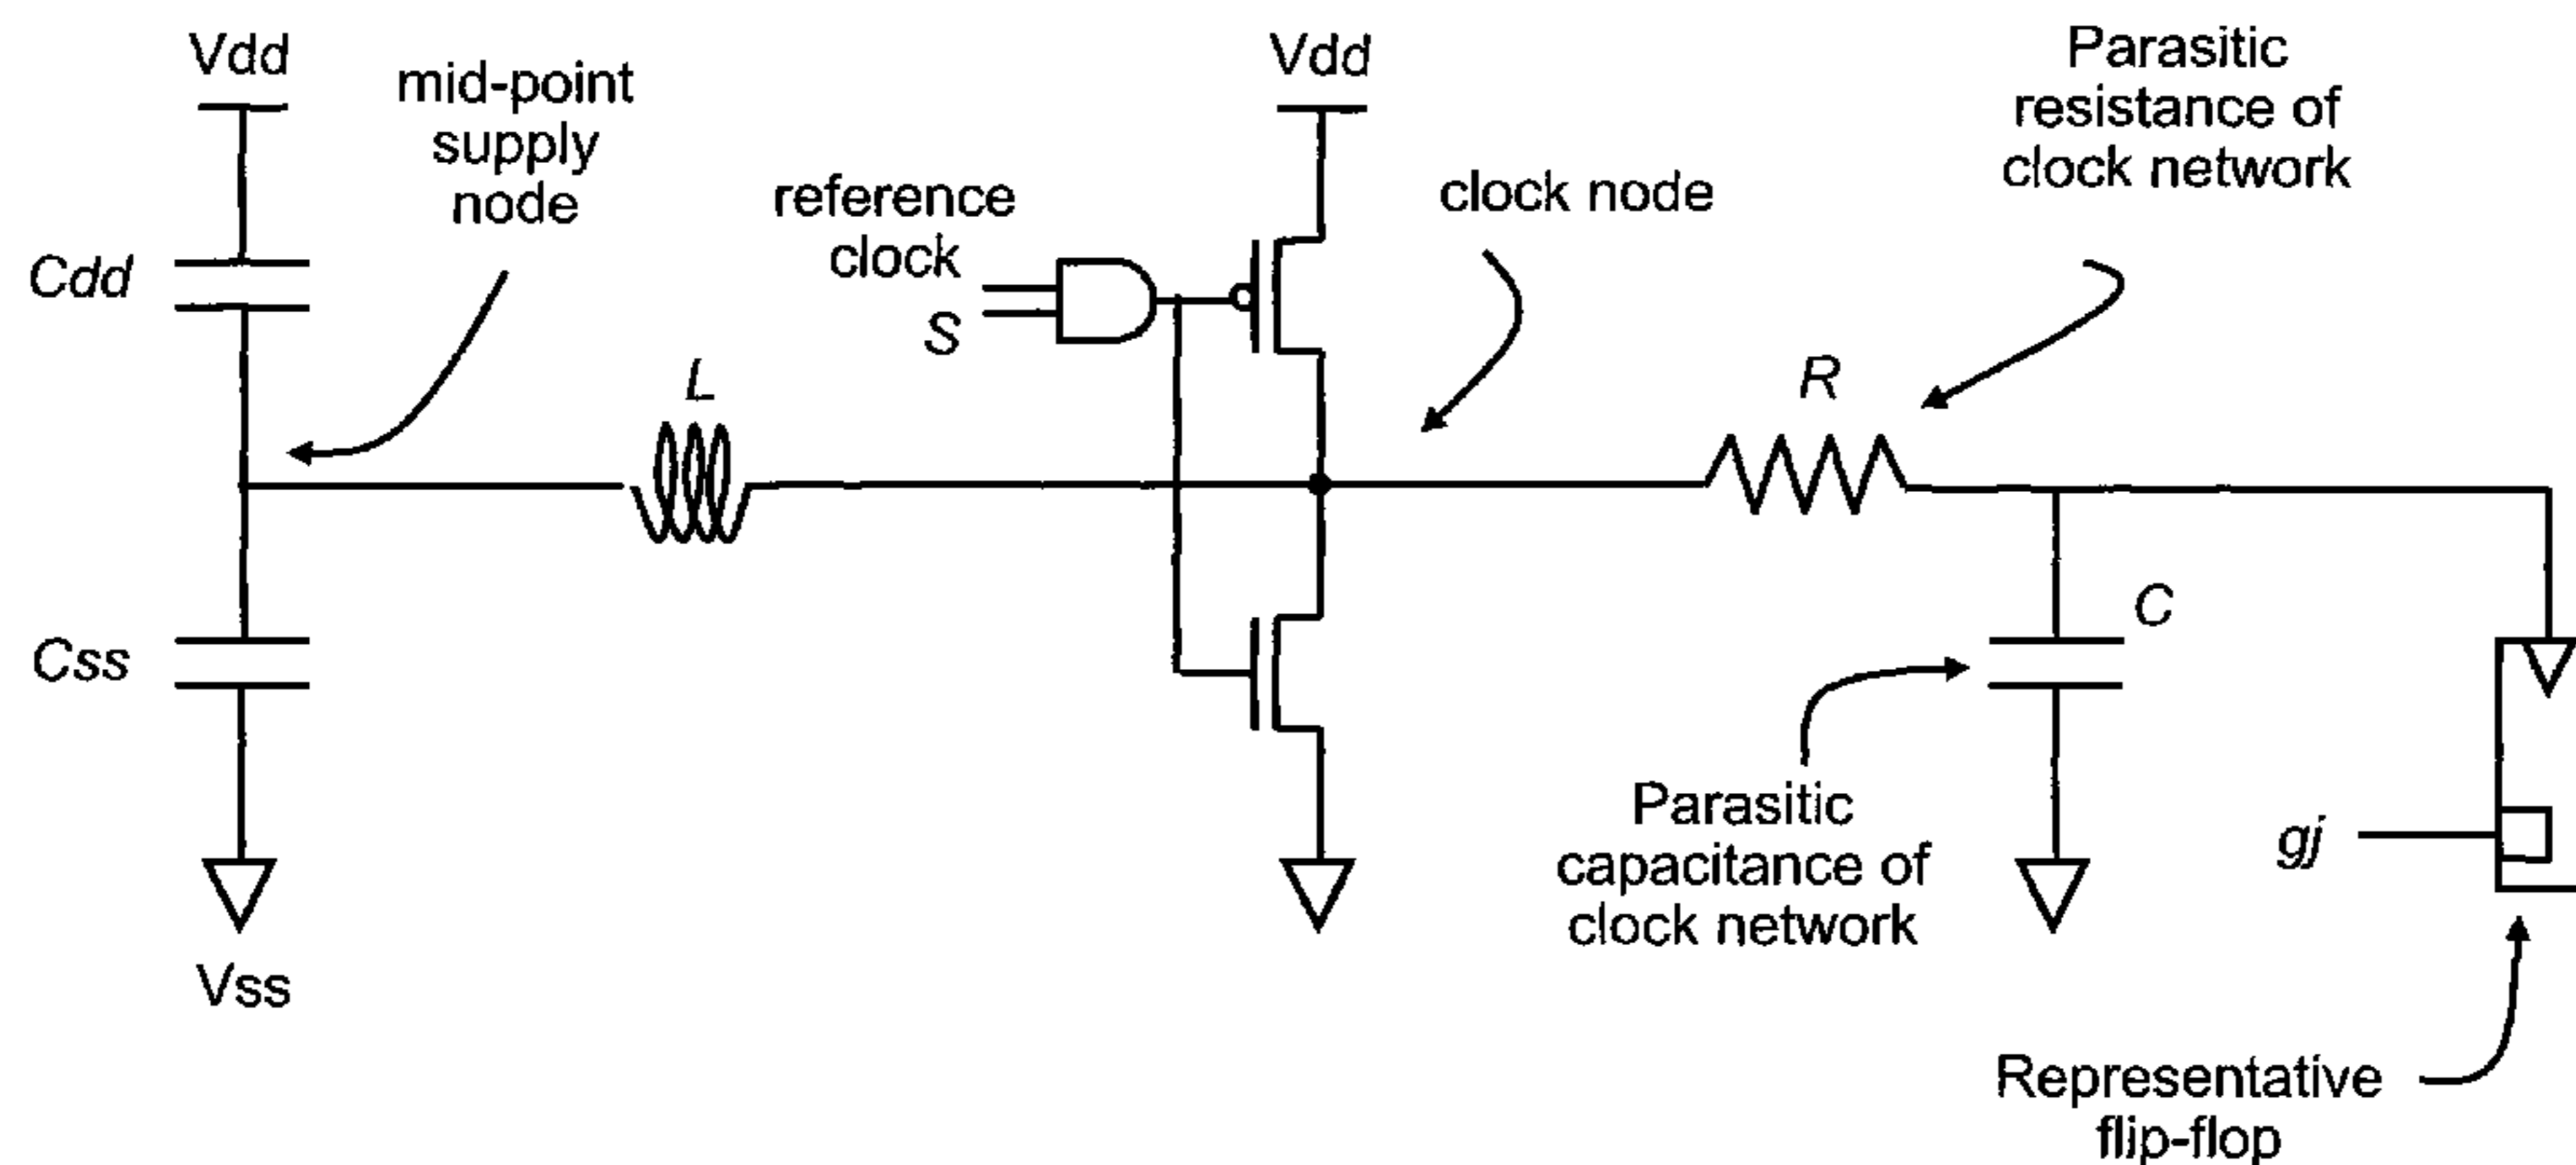 Vdd
mid-point
supply
node
Cdd
Css
Vss
L
reference
clock
S
Vdd
clock node
Parasitic
resistance of
clock network
R
C
Parasitic
capacitance of
clock network
gj
Representative
flip-flop